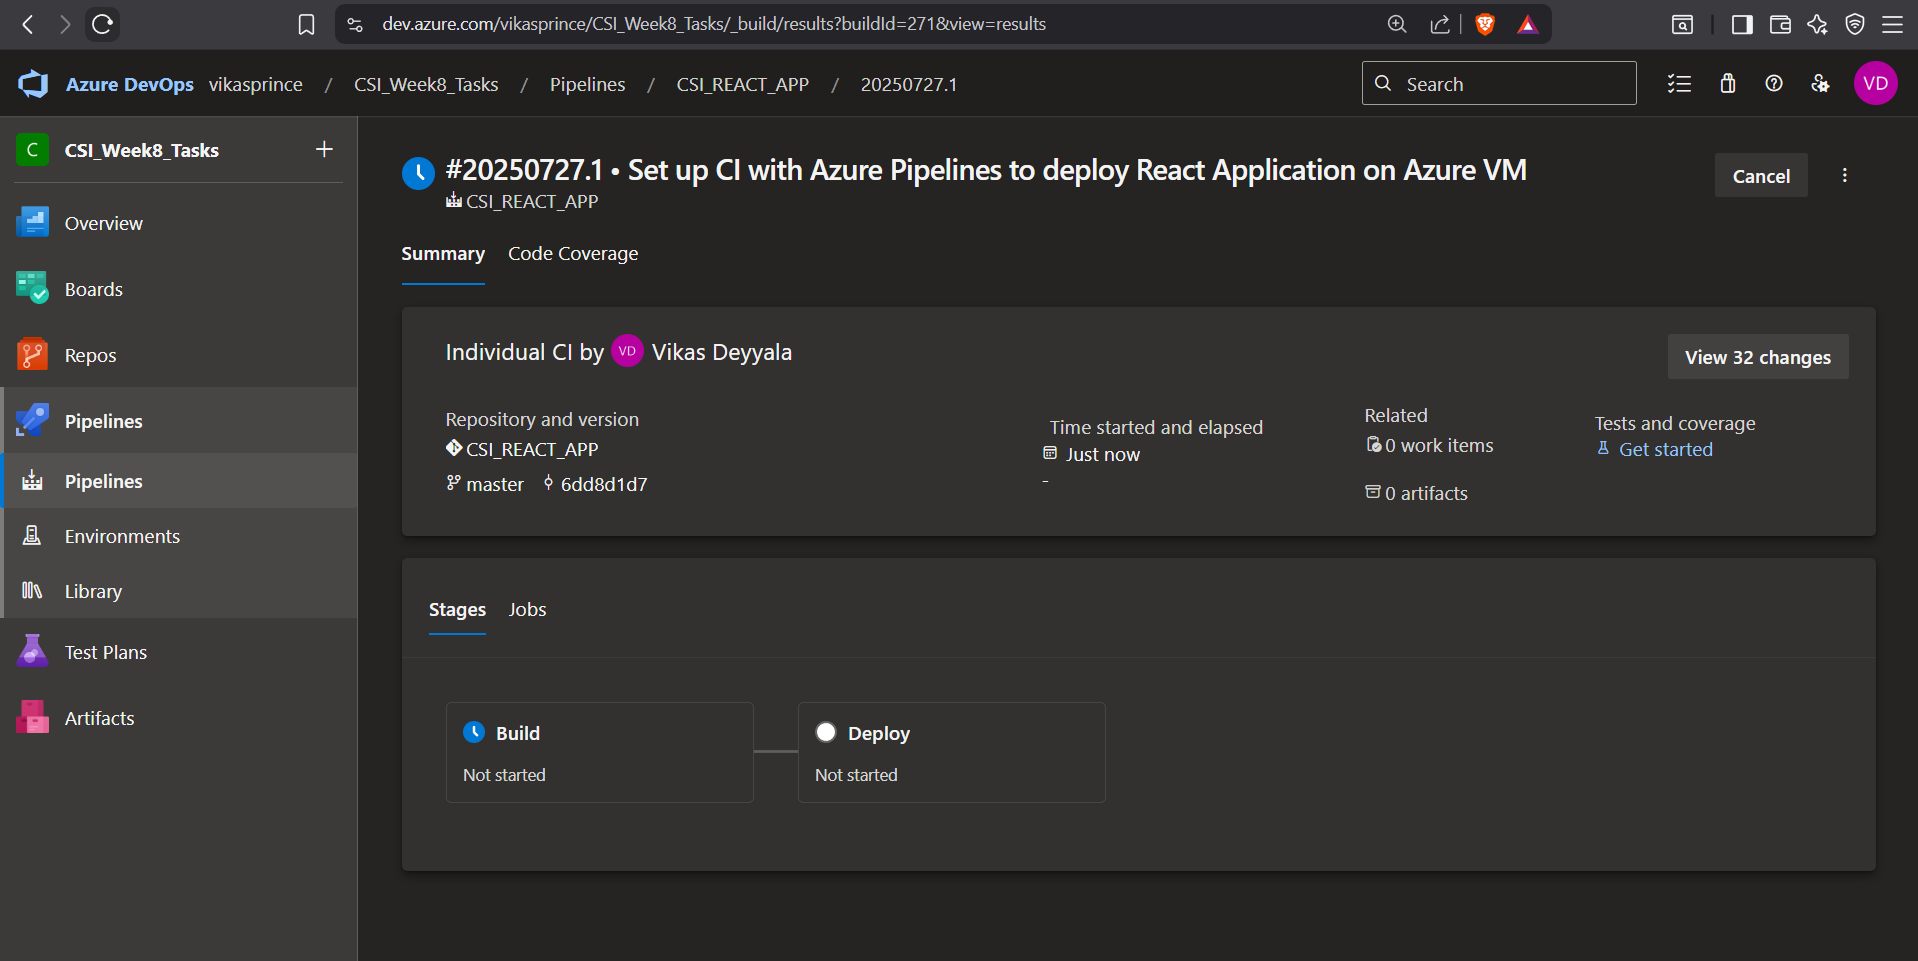 dev.azure.com/vikasprince/CSI_Week8_Tasks/_build/results?buildId=271&view=results
Azure DevOps vikasprince / CSI_Week8_Tasks / Pipelines / CSI_REACT_APP / 20250727.1
Search
VD
C CSI_Week8_Tasks
Overview
Boards
Repos
Pipelines
Pipelines
Environments
Library
Test Plans
Artifacts
#20250727.1 • Set up CI with Azure Pipelines to deploy React Application on Azure VM
CSI_REACT_APP
Cancel
Summary Code Coverage
Individual CI by VD Vikas Deyyala
View 32 changes
Repository and version
CSI_REACT_APP
master 6dd8d1d7
Time started and elapsed
Just now
-
Related
0 work items
0 artifacts
Tests and coverage
Get started
Stages Jobs
Build
Not started
Deploy
Not started